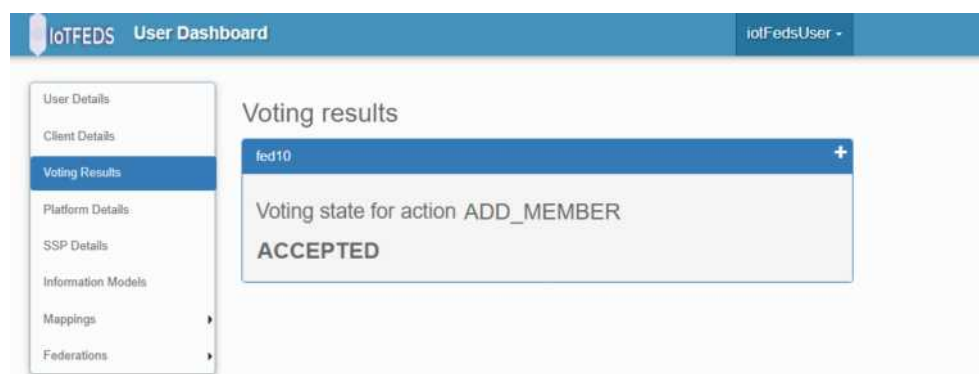 IoTFEDS User Dashboard iotFedsUser
User Details
Client Details
Voting Results
Platform Details
SSP Details
Information Models
Mappings
Federations
Voting results
fed10 +
Voting state for action ADD_MEMBER
ACCEPTED